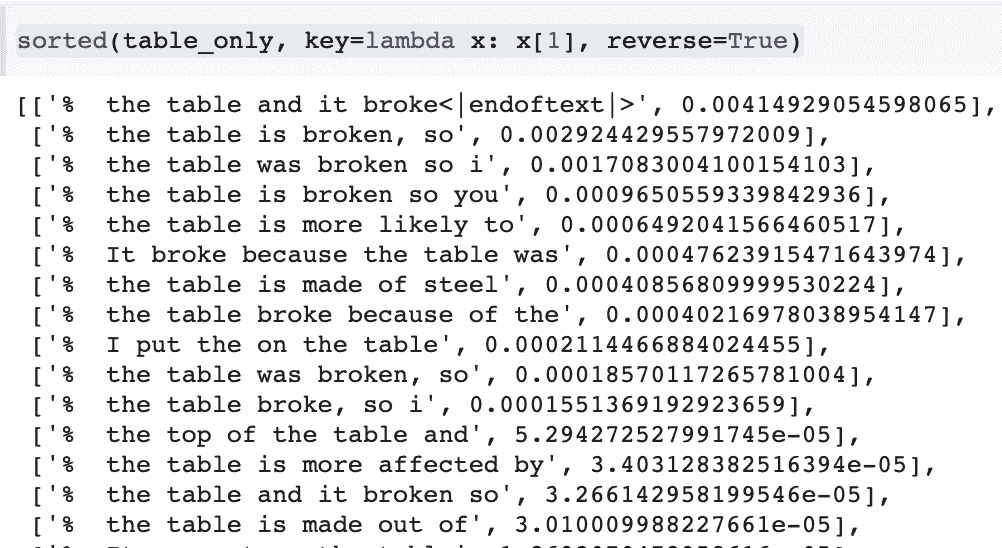 sorted(table_only, key=lambda x: x[1], reverse=True)
[['%  the table and it broke<|endoftext|>', 0.00414929054598065],
['%  the table is broken, so', 0.002924429557972009],
['%  the table was broken so i', 0.0017083004100154103],
['%  the table is broken so you', 0.0009650559339842936],
['%  the table is more likely to', 0.0006492041566460517],
['%  It broke because the table was', 0.00047623915471643974],
['%  the table is made of steel', 0.00040856809999530224],
['%  the table broke because of the', 0.00040216978038954147],
['%  I put the on the table', 0.0002114466884024455],
['%  the table was broken, so', 0.00018570117265781004],
['%  the table broke, so i', 0.0001551369192923659],
['%  the top of the table and', 5.294272527991745e-05],
['%  the table is more affected by', 3.403128382516394e-05],
['%  the table and it broken so', 3.266142958199546e-05],
['%  the table is made out of', 3.010009988227661e-05],